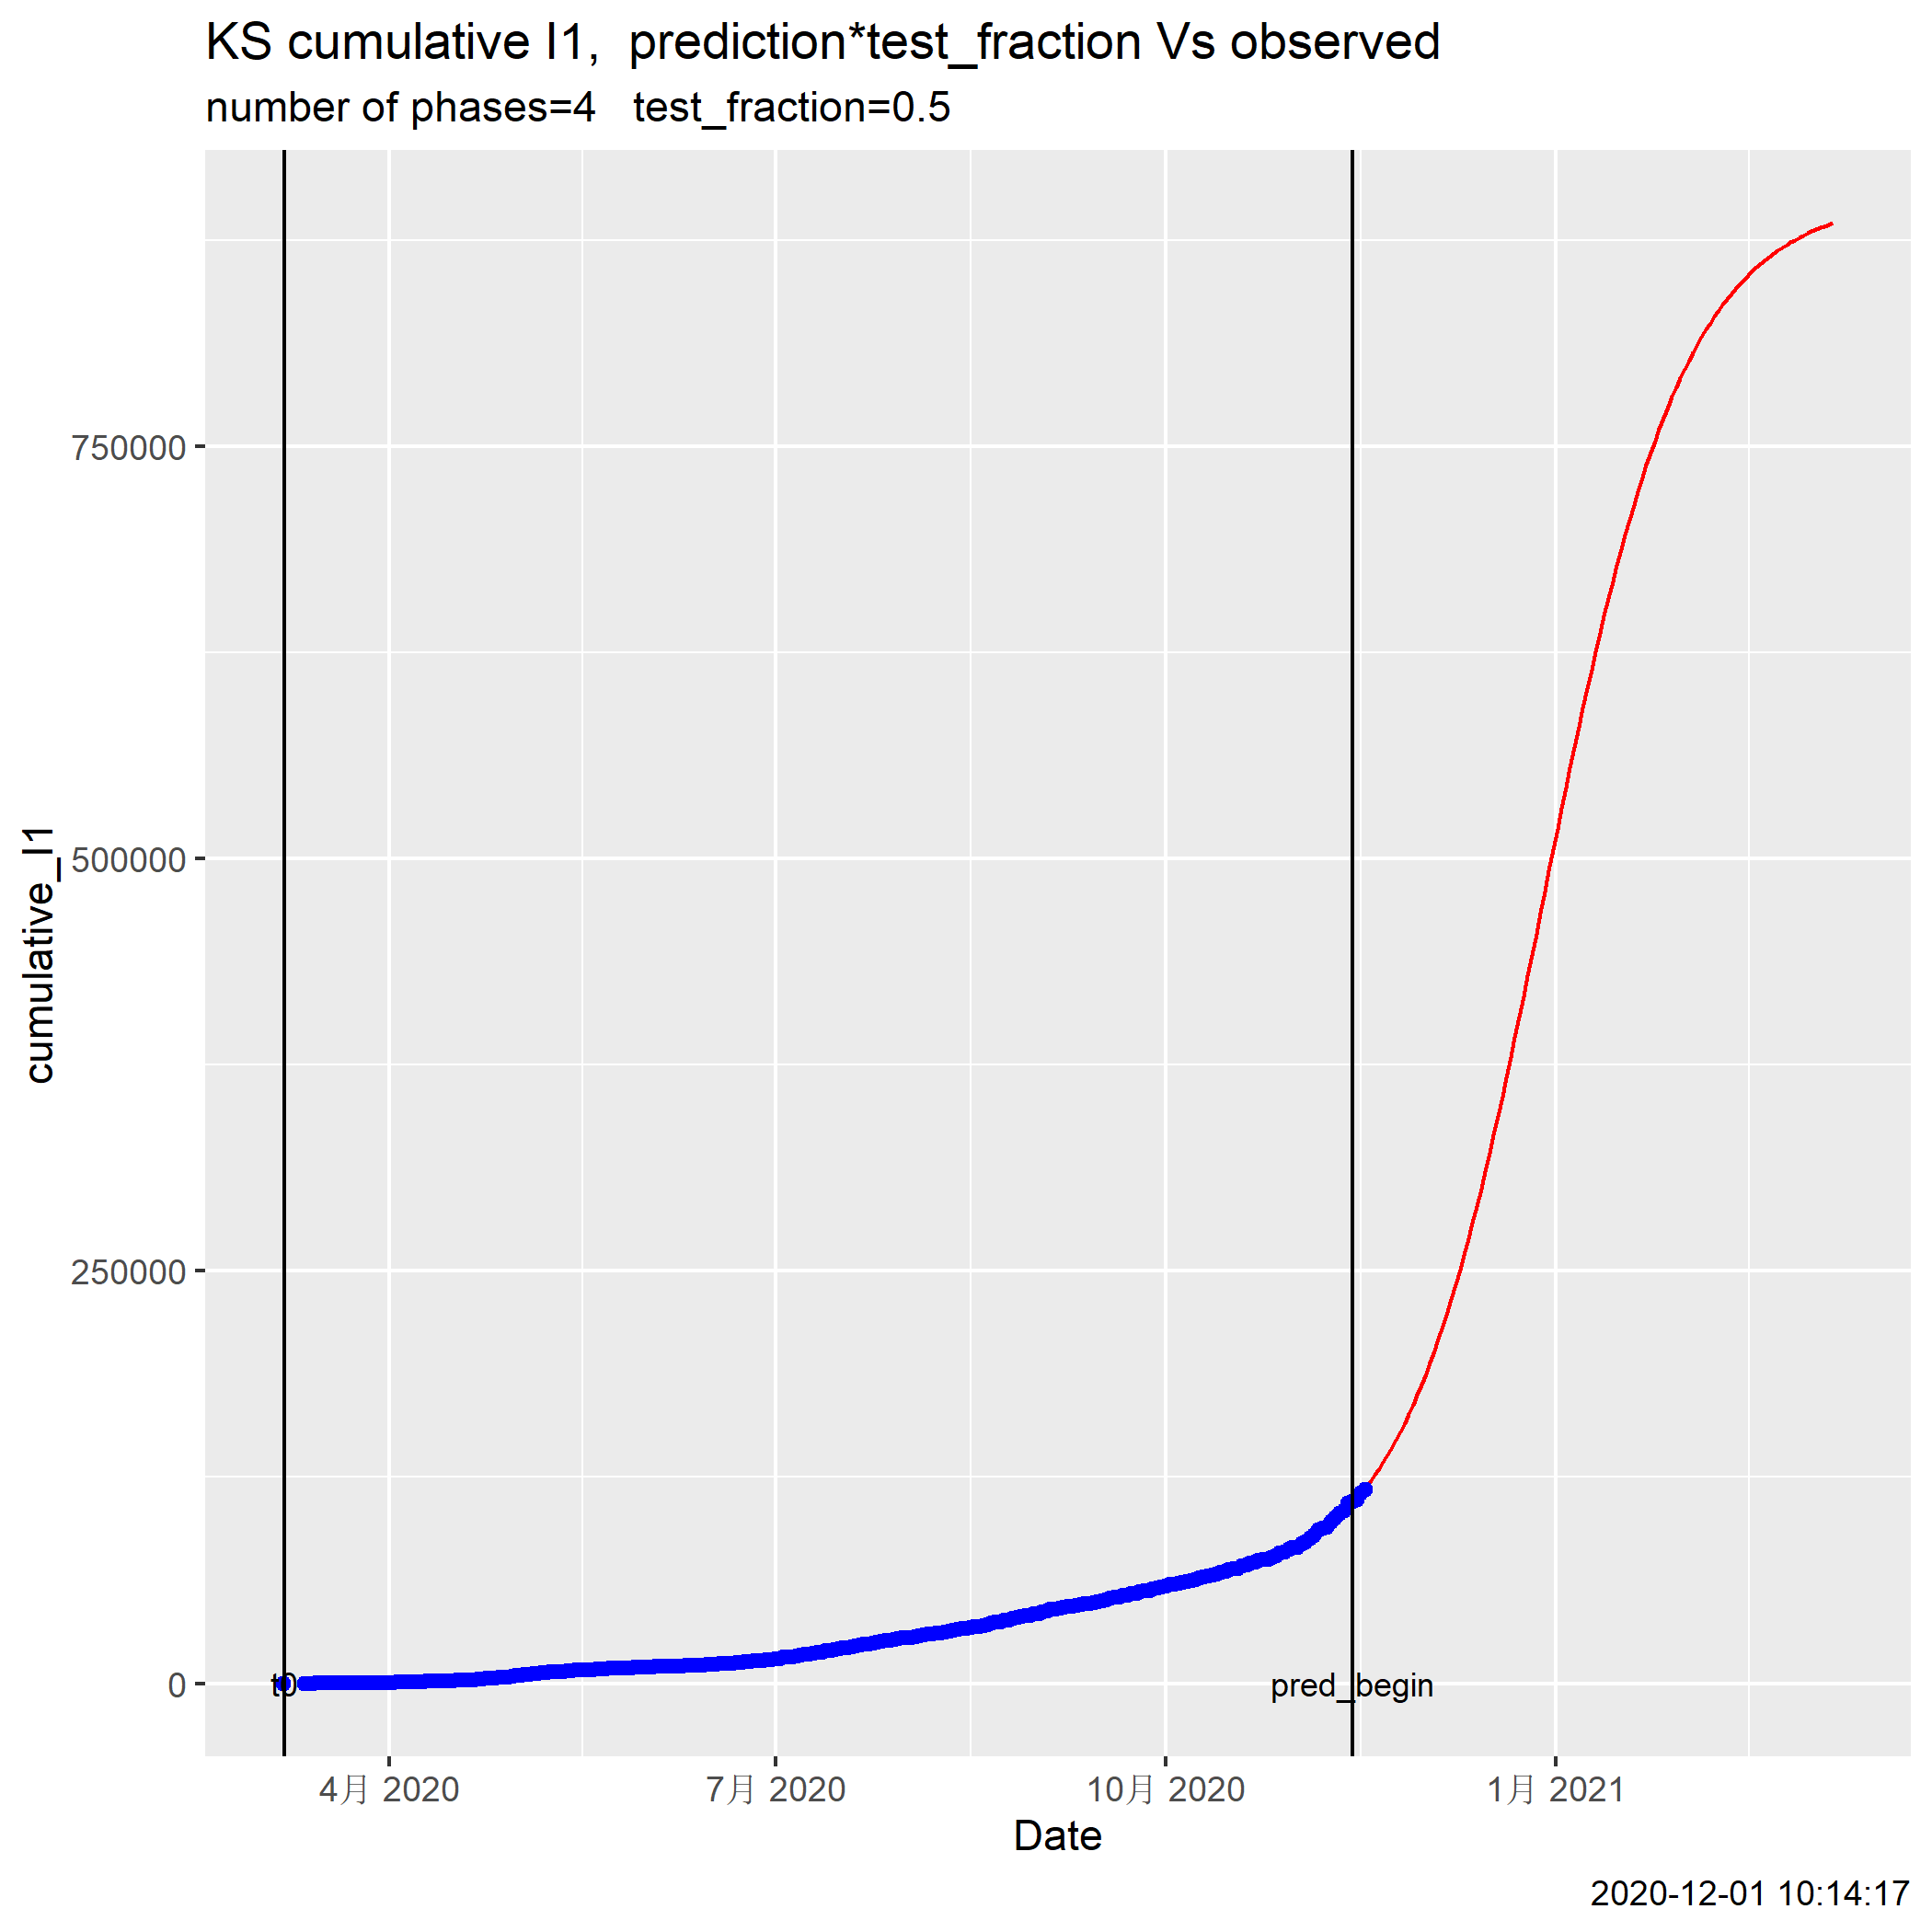 KS cumulative I1,  prediction*test_fraction Vs observed
number of phases=4   test_fraction=0.5
cumulative_I1
750000
500000
250000
0
t0
pred_begin
4月 2020
7月 2020
10月 2020
1月 2021
Date
2020-12-01 10:14:17